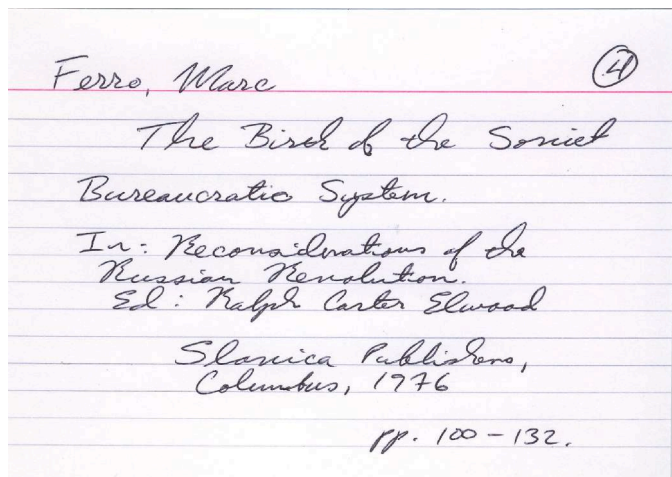 Ferro, Marc
4
The Birth of the Soviet
Bureaucratic System.
In: Reconsiderations of the
Russian Revolution.
Ed: Ralph Carter Elwood
Slavica Publishers,
Columbus, 1976
pp. 100-132.